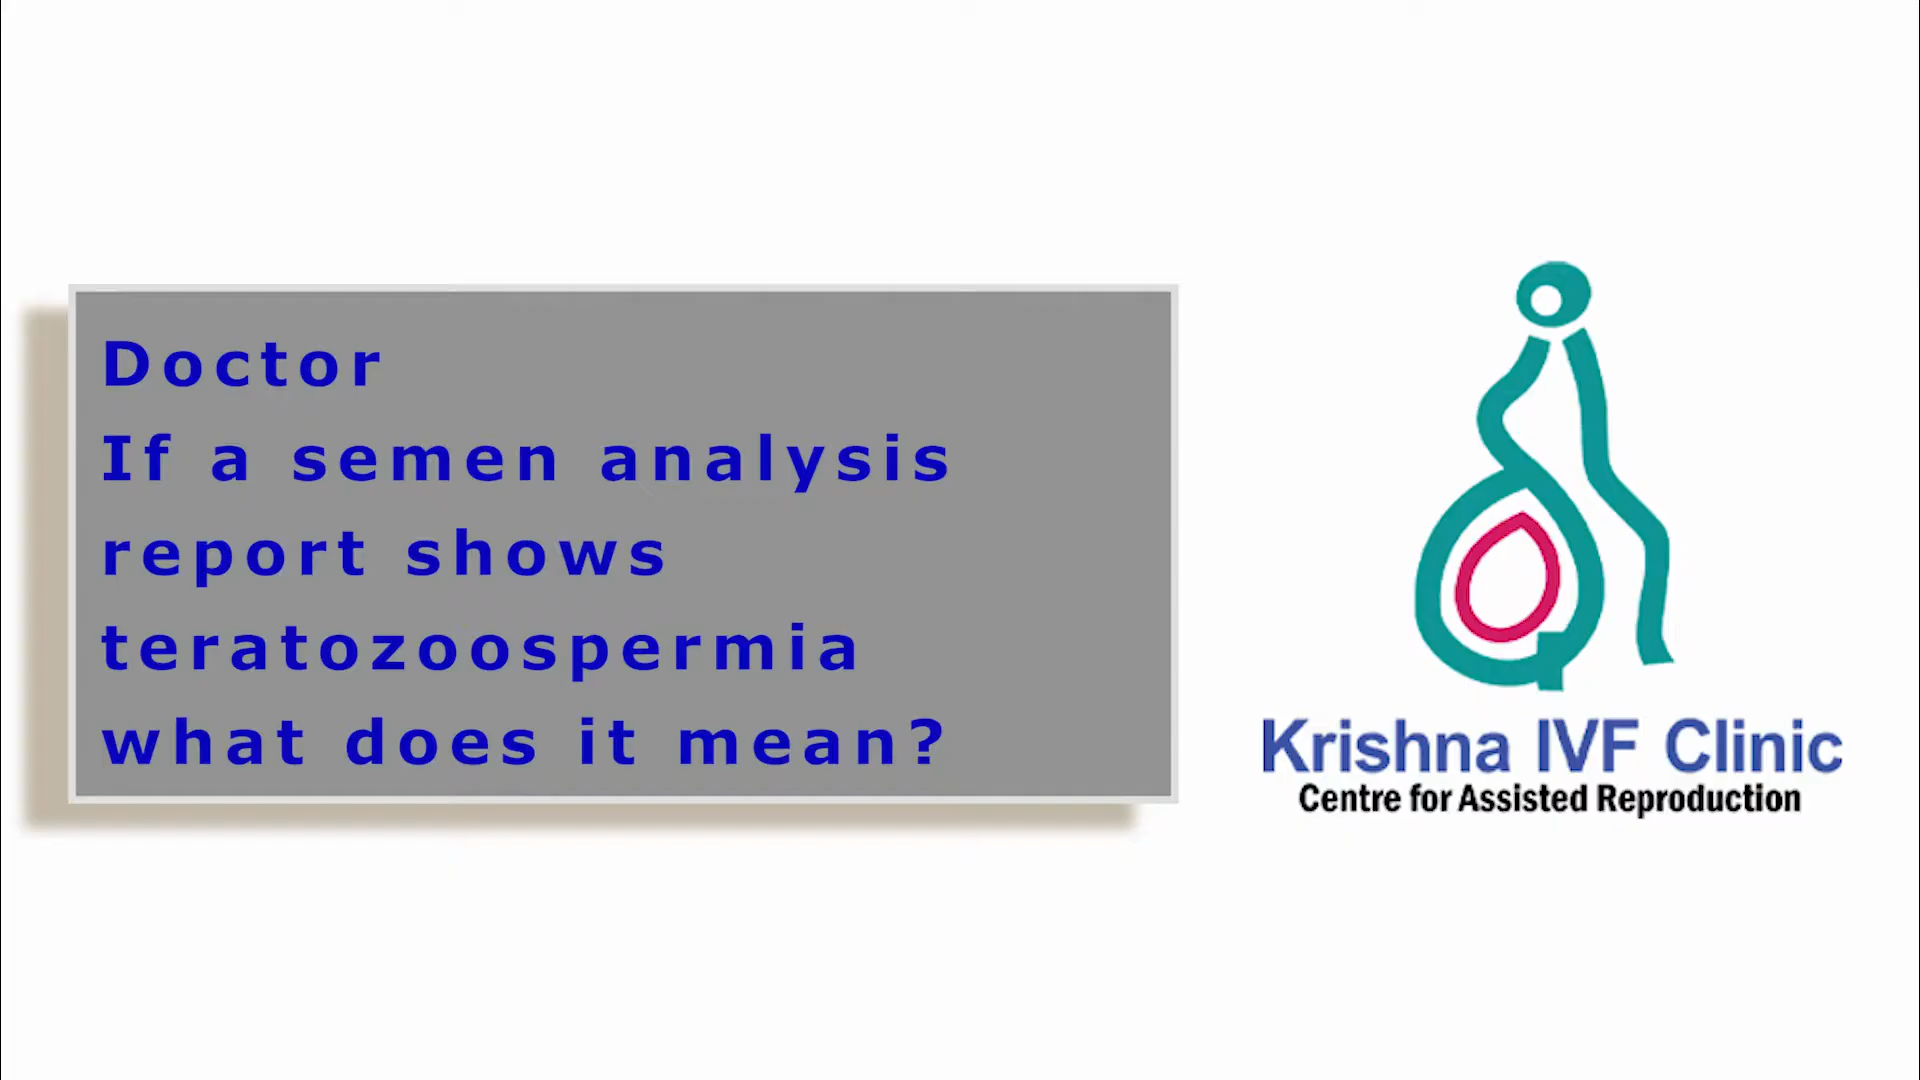 Doctor
If a semen analysis
report shows
teratozoospermia
what does it mean?
Krishna IVF Clinic
Centre for Assisted Reproduction